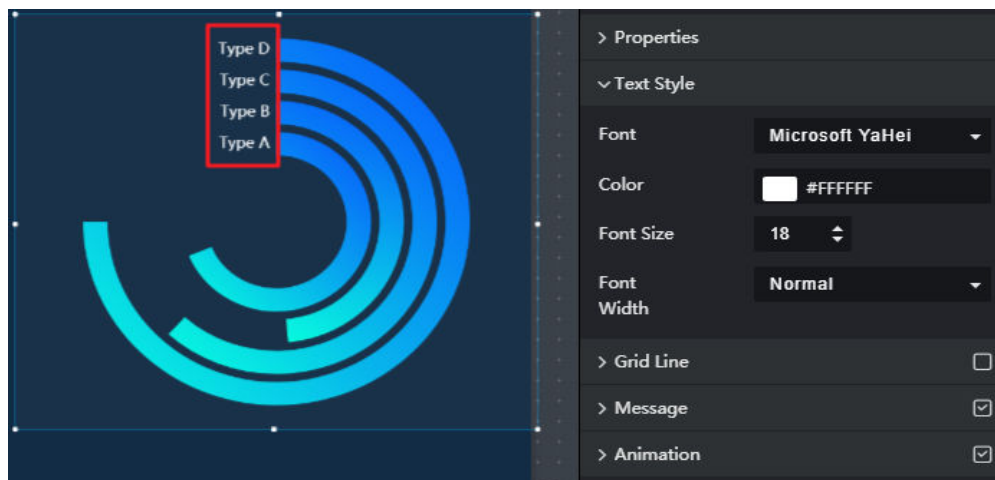 Type D
Type C
Type B
Type A
Properties
Text Style
Font
Microsoft YaHei
Color
#FFFFFF
Font Size
18
Font
Width
Normal
Grid Line
Message
Animation